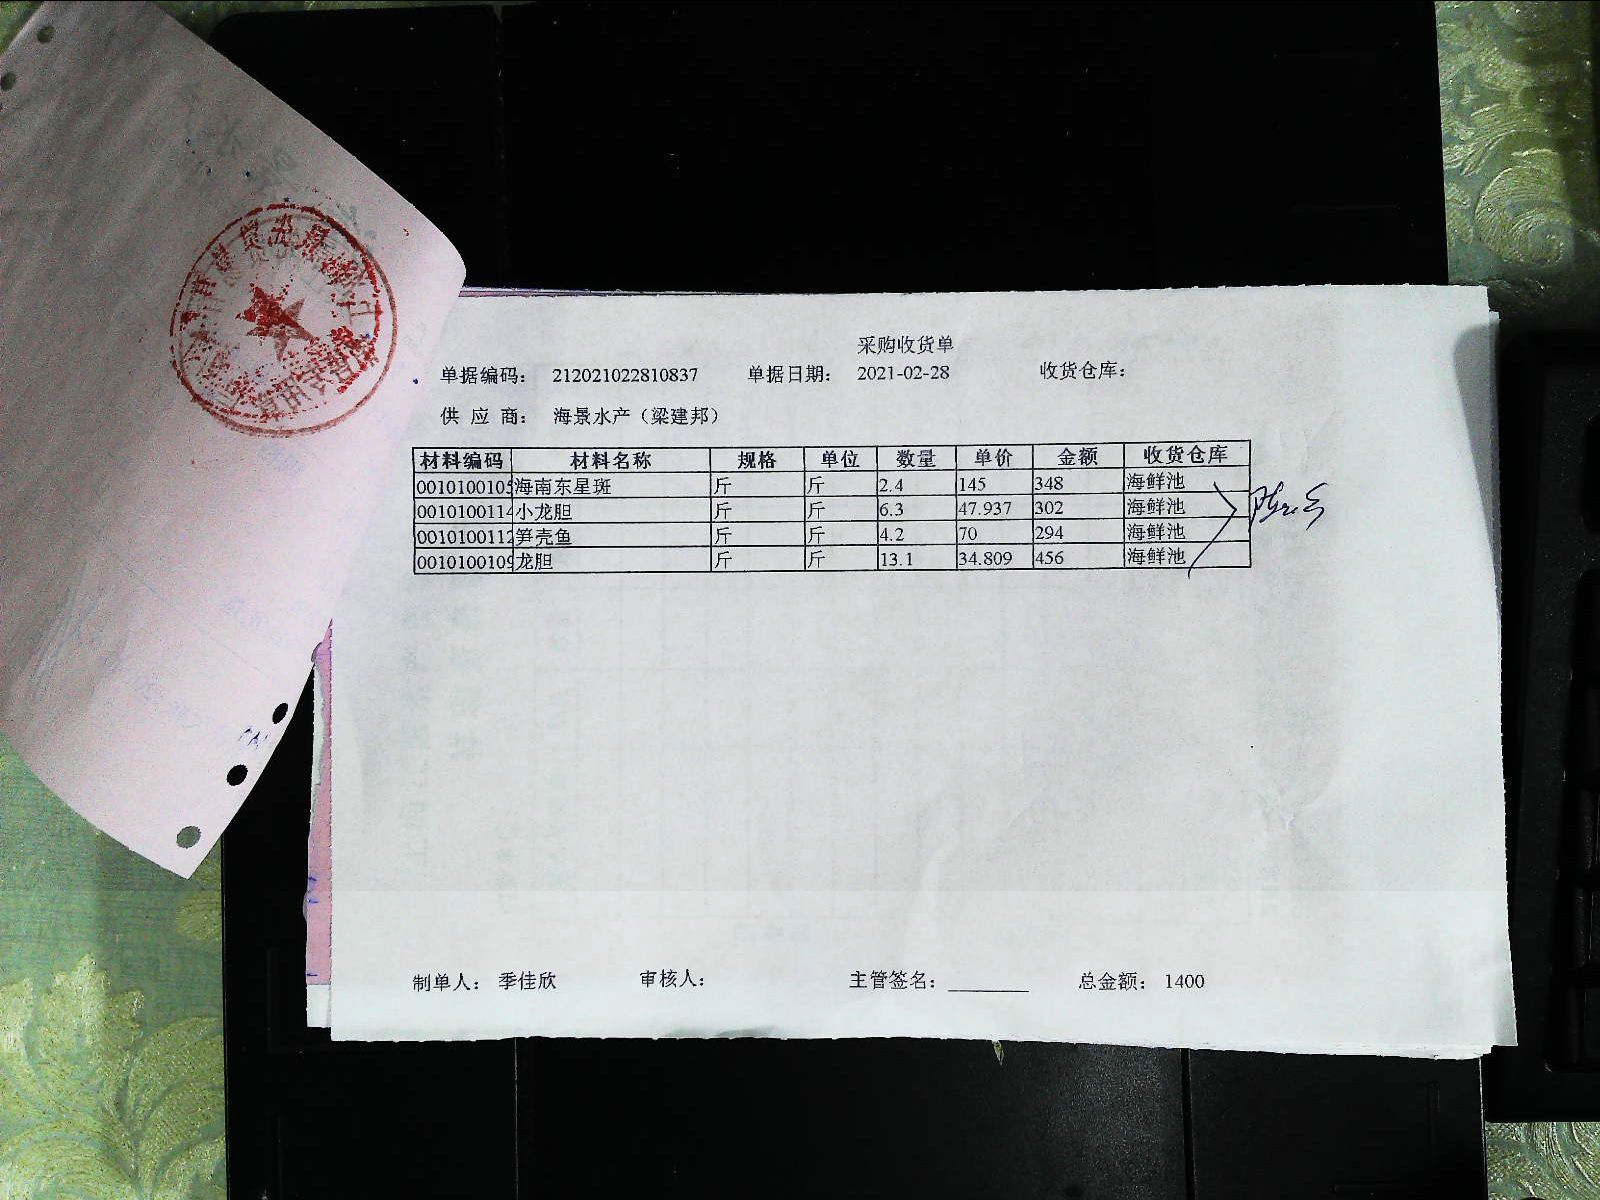 采购收货单
单据编码： 212021022810837 单据日期： 2021-02-28 收货仓库：
供 应 商： 海景水产（梁建邦）
材料编码 材料名称 规格 单位 数量 单价 金额 收货仓库
0010100105 海南东星斑 斤 斤 2.4 145 348 海鲜池
0010100114 小龙胆 斤 斤 6.3 47.937 302 海鲜池
0010100112 笋壳鱼 斤 斤 4.2 70 294 海鲜池
0010100109 龙胆 斤 斤 13.1 34.809 456 海鲜池
制单人： 季佳欣 审核人： 主管签名：________ 总金额： 1400